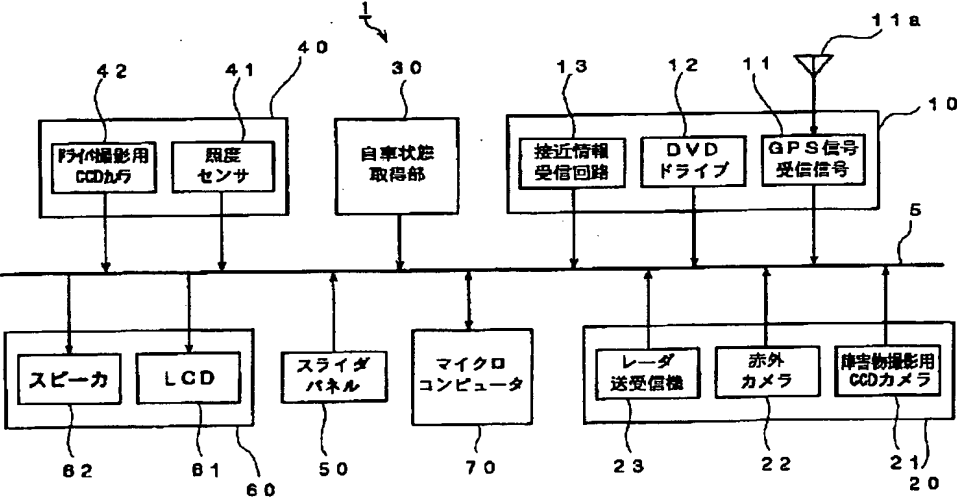 1
11a
42
41
40
30
13
12
11
10
ドライバ撮影用
CCDカメラ
照度
センサ
自車状態
取得部
接近情報
受信回路
DVD
ドライブ
GPS信号
受信信号
5
スピーカ
LCD
スライダ
パネル
マイクロ
コンピュータ
レーダ
送受信機
赤外
カメラ
障害物撮影用
CCDカメラ
62
61
60
50
70
23
22
21
20